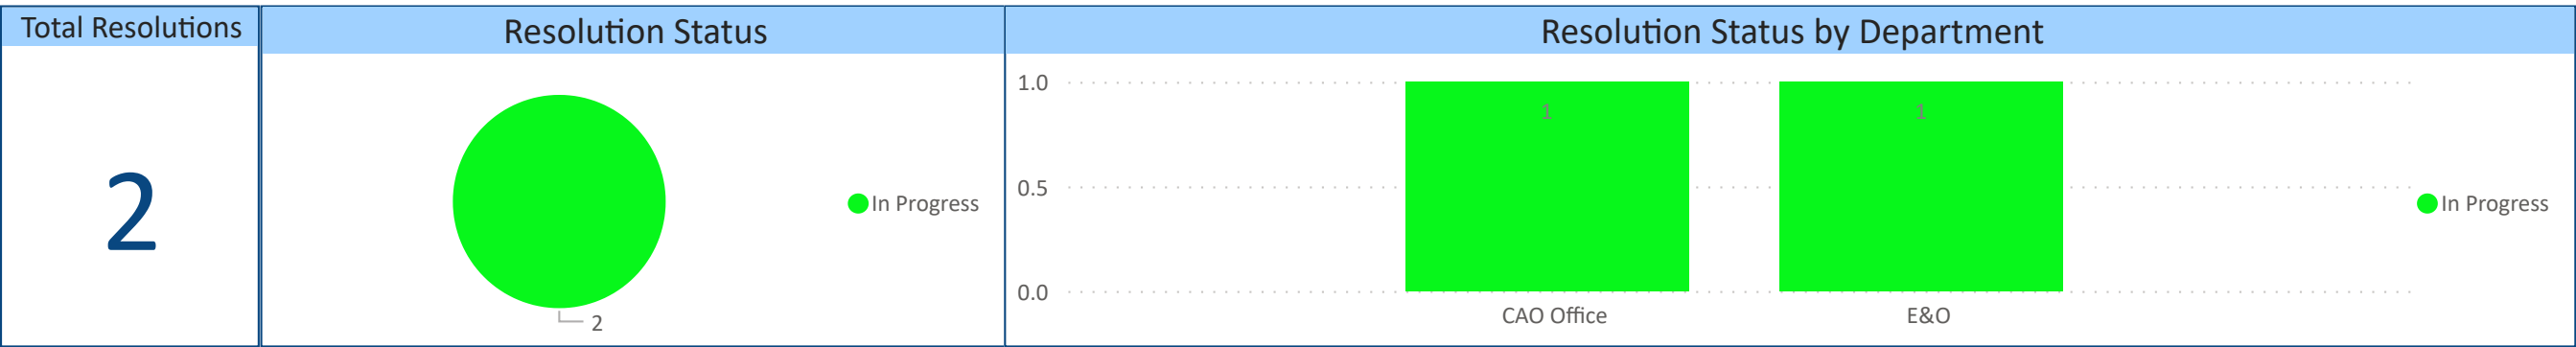 Total Resolutions
2
Resolution Status
In Progress
2
Resolution Status by Department
1.0
0.5
0.0
1
1
CAO Office
E&O
In Progress